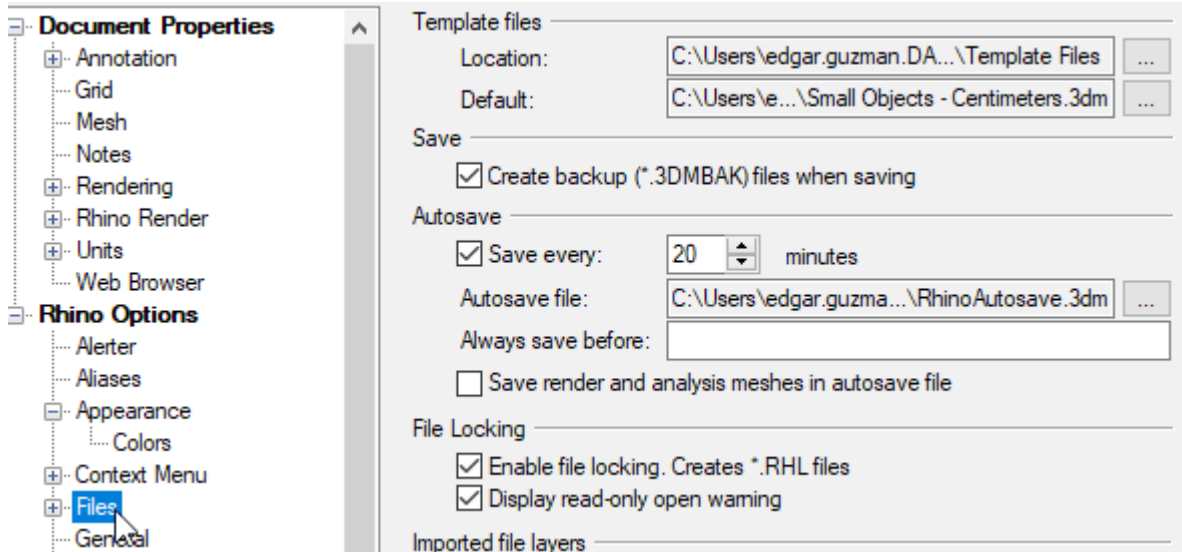 Document Properties
Annotation
Grid
Mesh
Notes
Rendering
Rhino Render
Units
Web Browser
Rhino Options
Alerter
Aliases
Appearance
Colors
Context Menu
Files
General
Template files
Location: C:\Users\edgar.guzman.DA...\Template Files ...
Default: C:\Users\e...\Small Objects - Centimeters.3dm ...
Save
Create backup (*.3DMBAK) files when saving
Autosave
Save every: 20 minutes
Autosave file: C:\Users\edgar.guzma...\RhinoAutosave.3dm ...
Always save before:
Save render and analysis meshes in autosave file
File Locking
Enable file locking. Creates *.RHL files
Display read-only open warning
Imported file layers